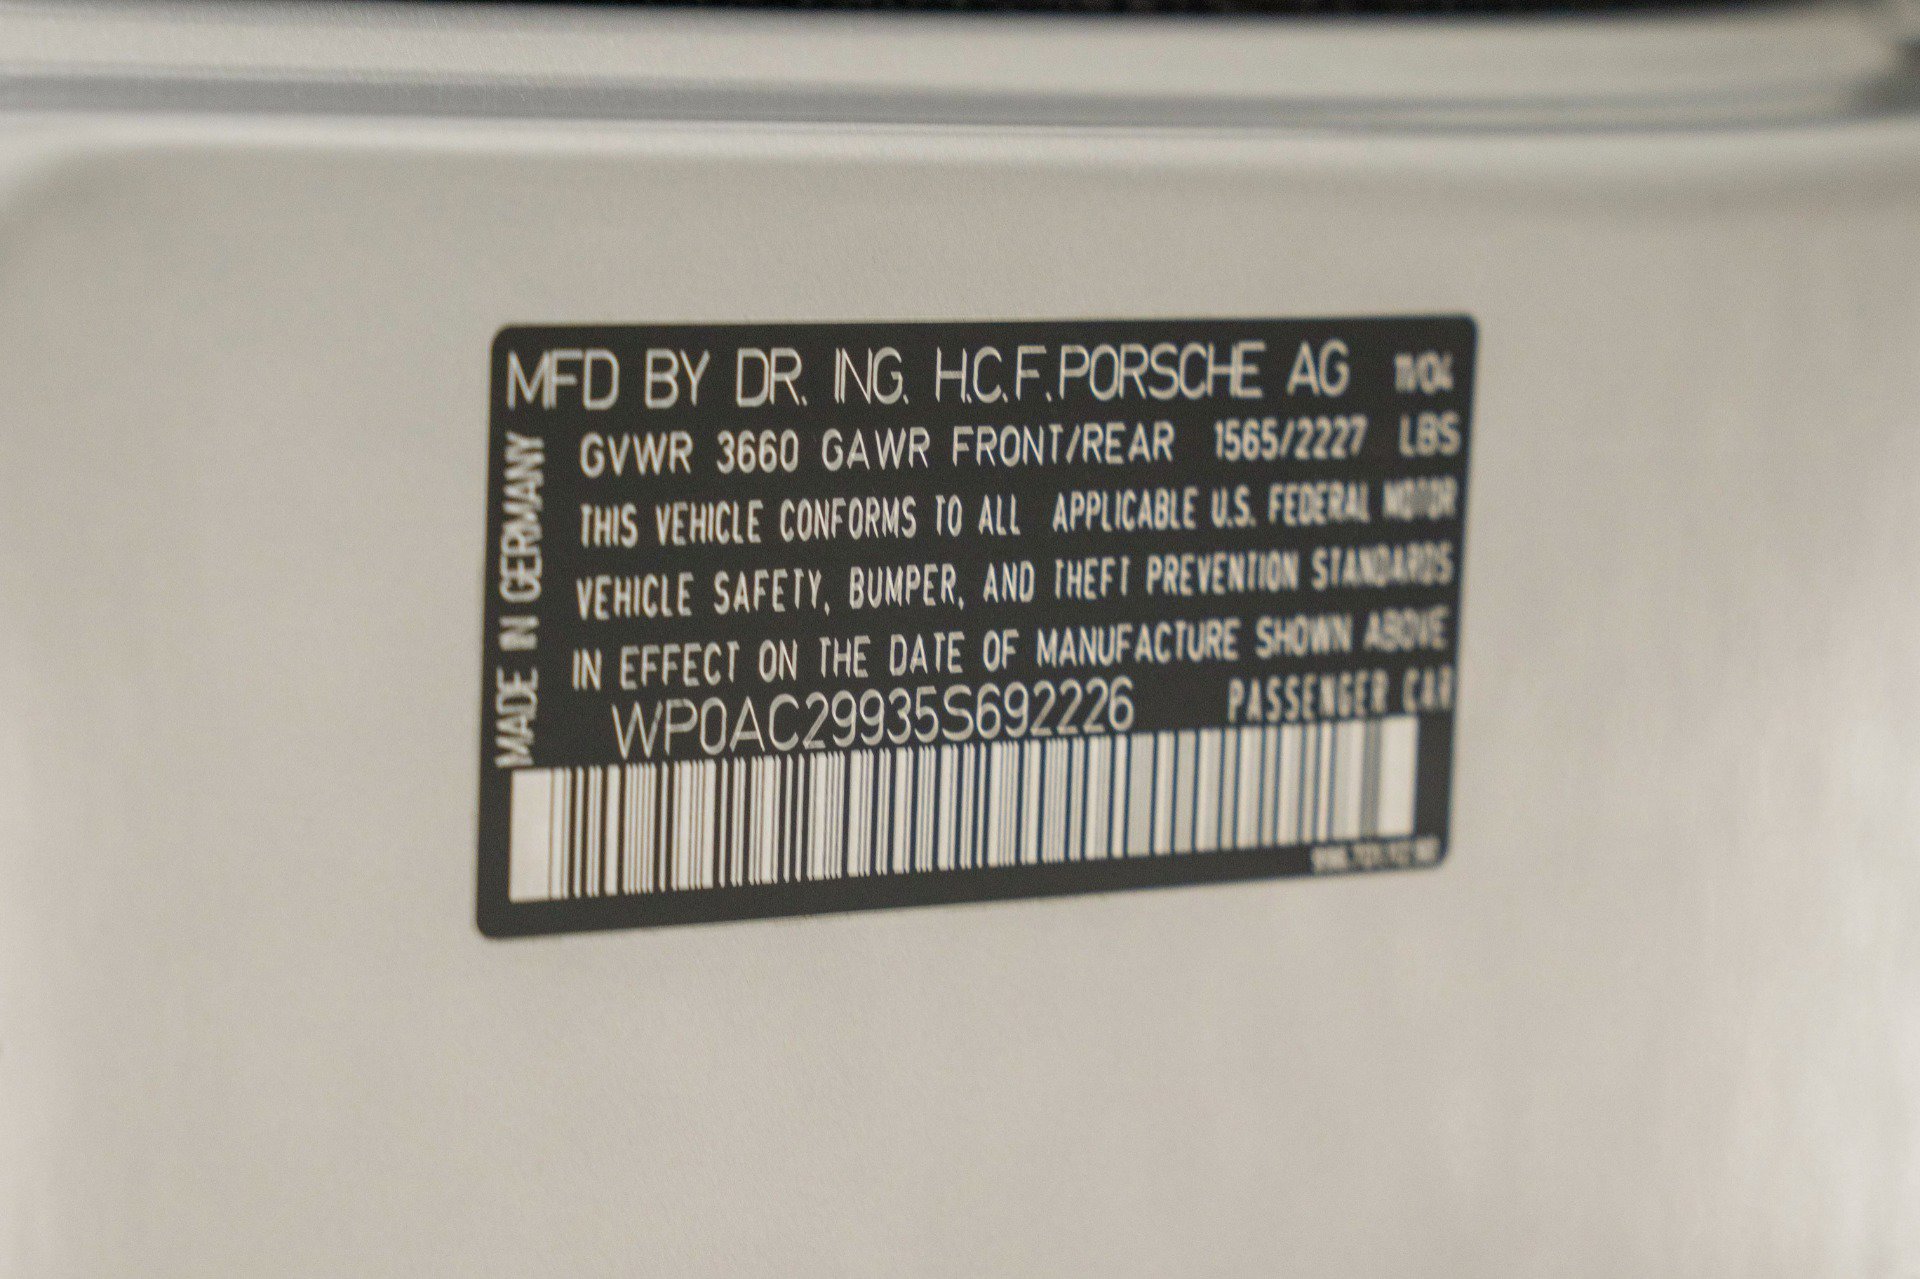 MFD BY DR. ING. H.C.F. PORSCHE AG 11/04
GVWR 3660 GAWR FRONT/REAR 1565/2227 LBS
THIS VEHICLE CONFORMS TO ALL APPLICABLE U.S. FEDERAL MOTOR
VEHICLE SAFETY, BUMPER, AND THEFT PREVENTION STANDARDS
IN EFFECT ON THE DATE OF MANUFACTURE SHOWN ABOVE
WP0AC29935S692226 PASSENGER CAR
MADE IN GERMANY